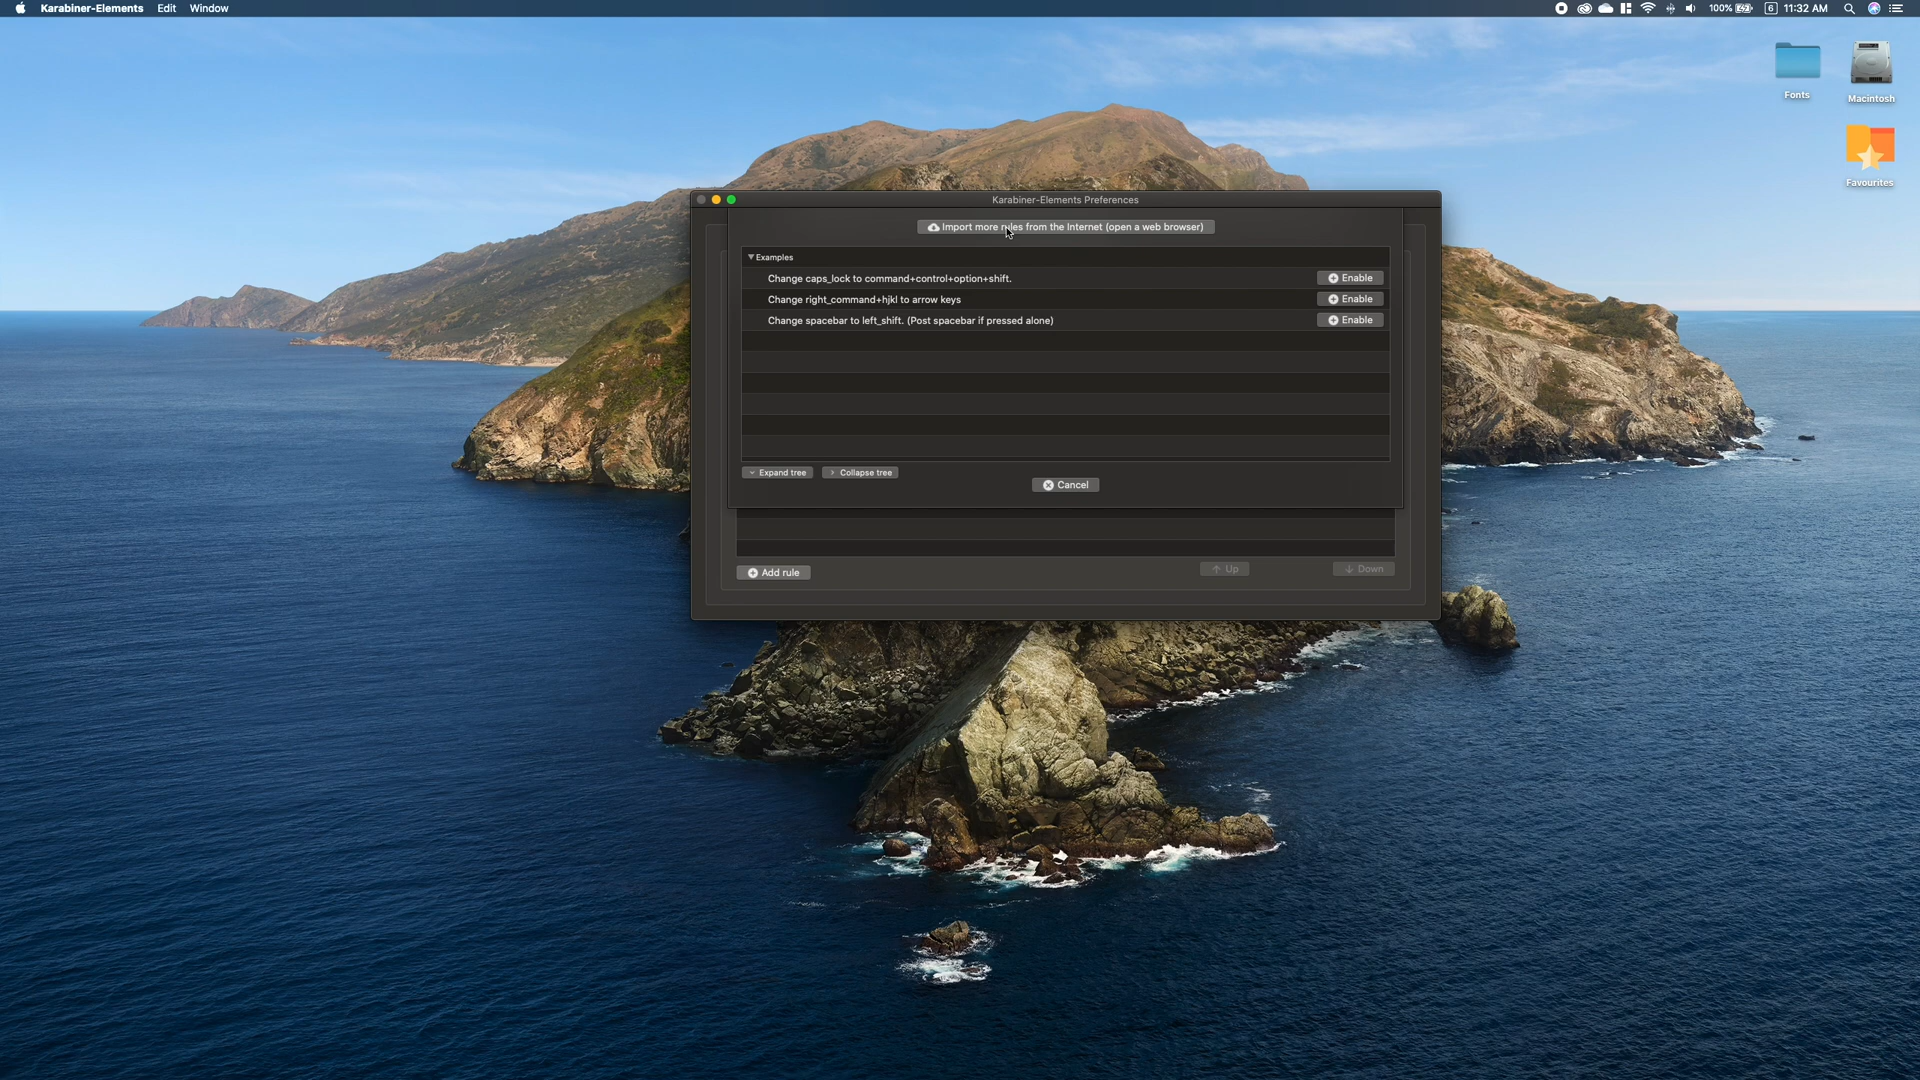 Karabiner-Elements Edit Window
100% 6 11:32 AM
Fonts
Macintosh
Favourites
Karabiner-Elements Preferences
Import more rules from the Internet (open a web browser)
Examples
Change caps_lock to command+control+option+shift. Enable
Change right_command+hjkl to arrow keys Enable
Change spacebar to left_shift. (Post spacebar if pressed alone) Enable
Expand tree Collapse tree
Cancel
Add rule Up Down